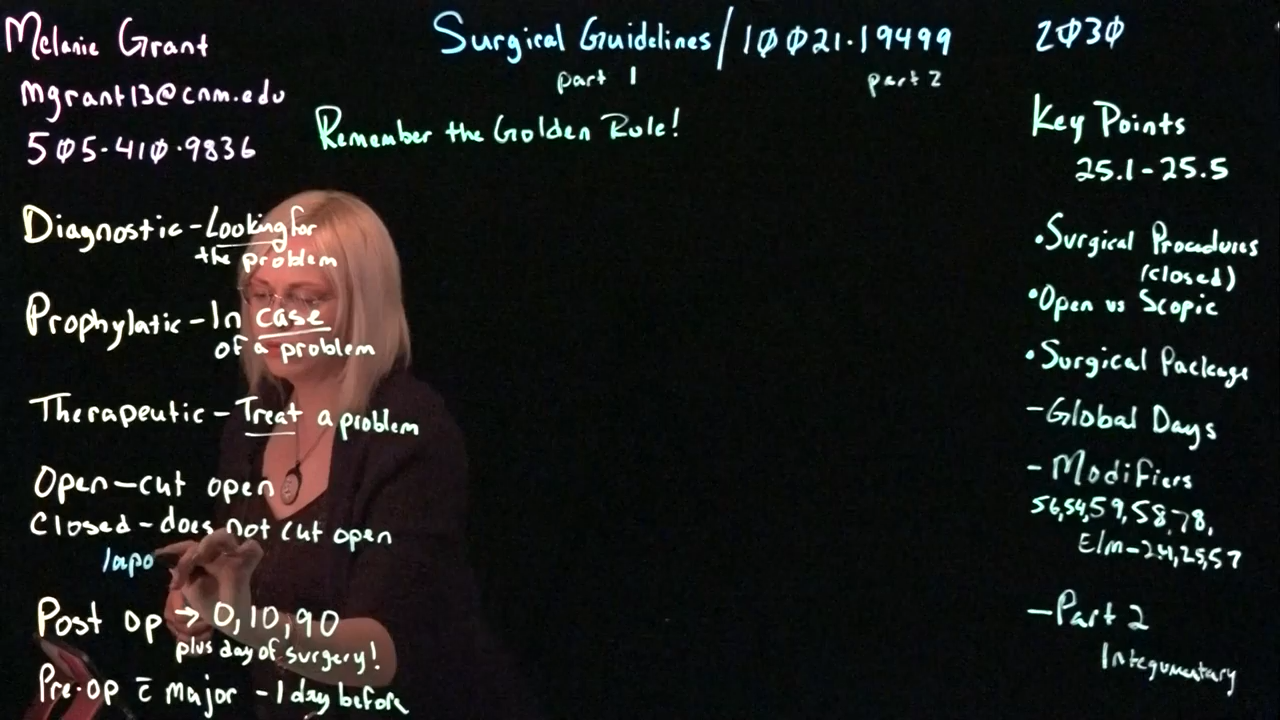 Melanie Grant
mgrant13@cnm.edu
505-410-9836
Surgical Guidelines/10021-19499
part 1
part 2
Remember the Golden Rule!
2030
Key Points
25.1-25.5
•Surgical Procedures
(closed)
•Open vs Scopic
•Surgical Package
-Global Days
-Modifiers
56,54,59,58,78,
E/m-24,25,57
-Part 2
Integumentary
Diagnostic-Looking for
the problem
Prophylatic-In case
of a problem
Therapeutic-Treat a problem
Open-cut open
Closed-does not cut open
lapo
Post op → 0,10,90
plus day of surgery!
Pre-op c̄ major -1 day before